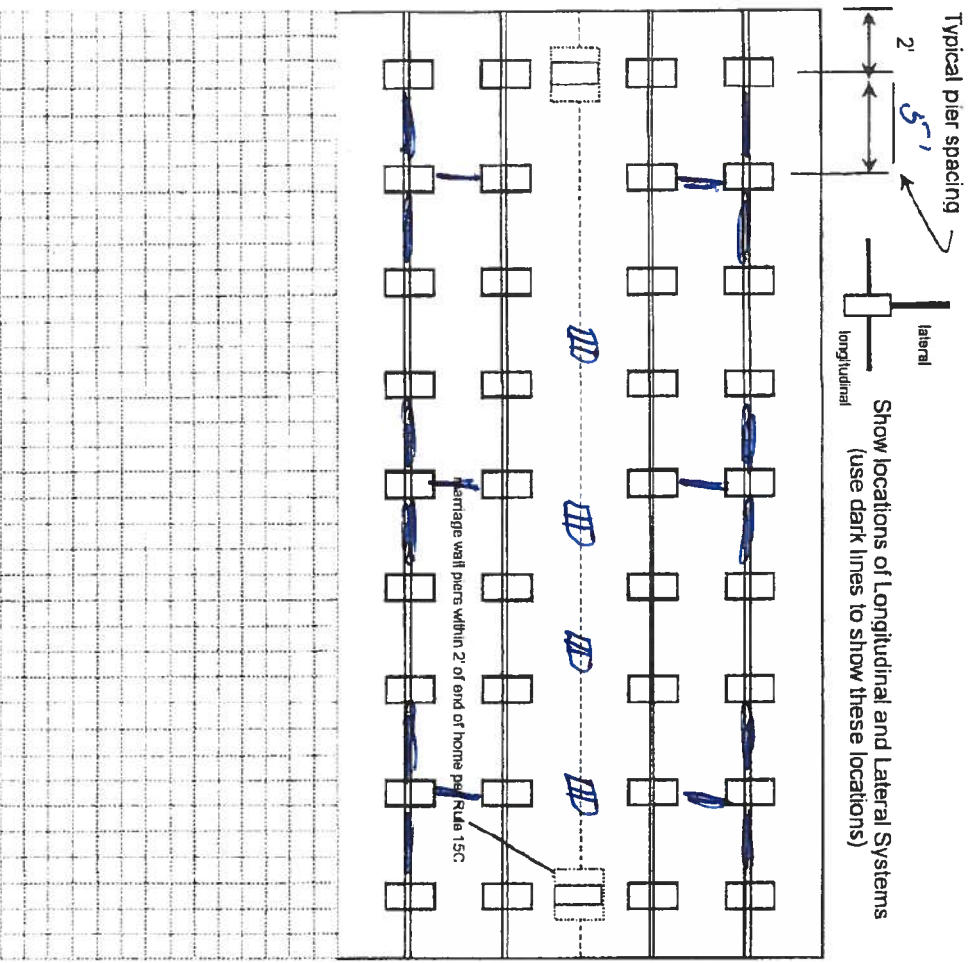 Typical pier spacing
2'
5'
lateral
longitudinal
Show locations of Longitudinal and Lateral Systems
(use dark lines to show these locations)
marriage wall piers within 2' of end of home per Rule 15C